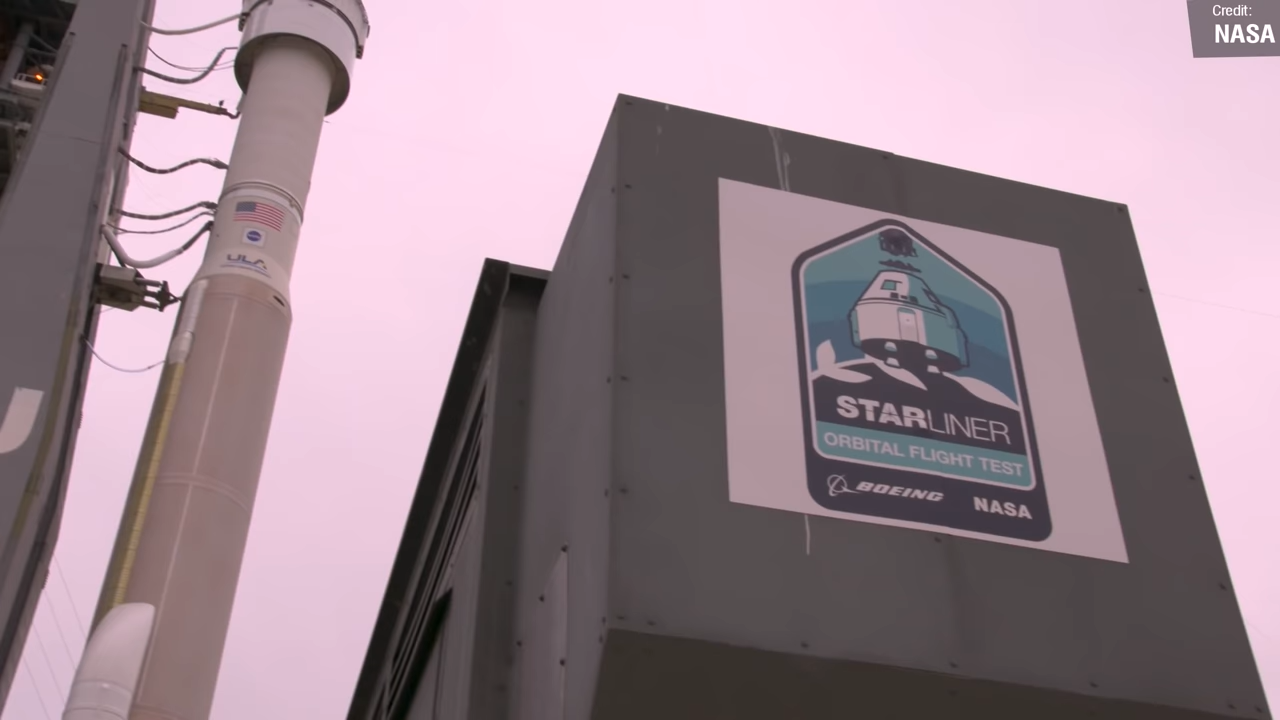 Credit:
NASA
ULA
STARLINER
ORBITAL FLIGHT TEST
BOEING
NASA